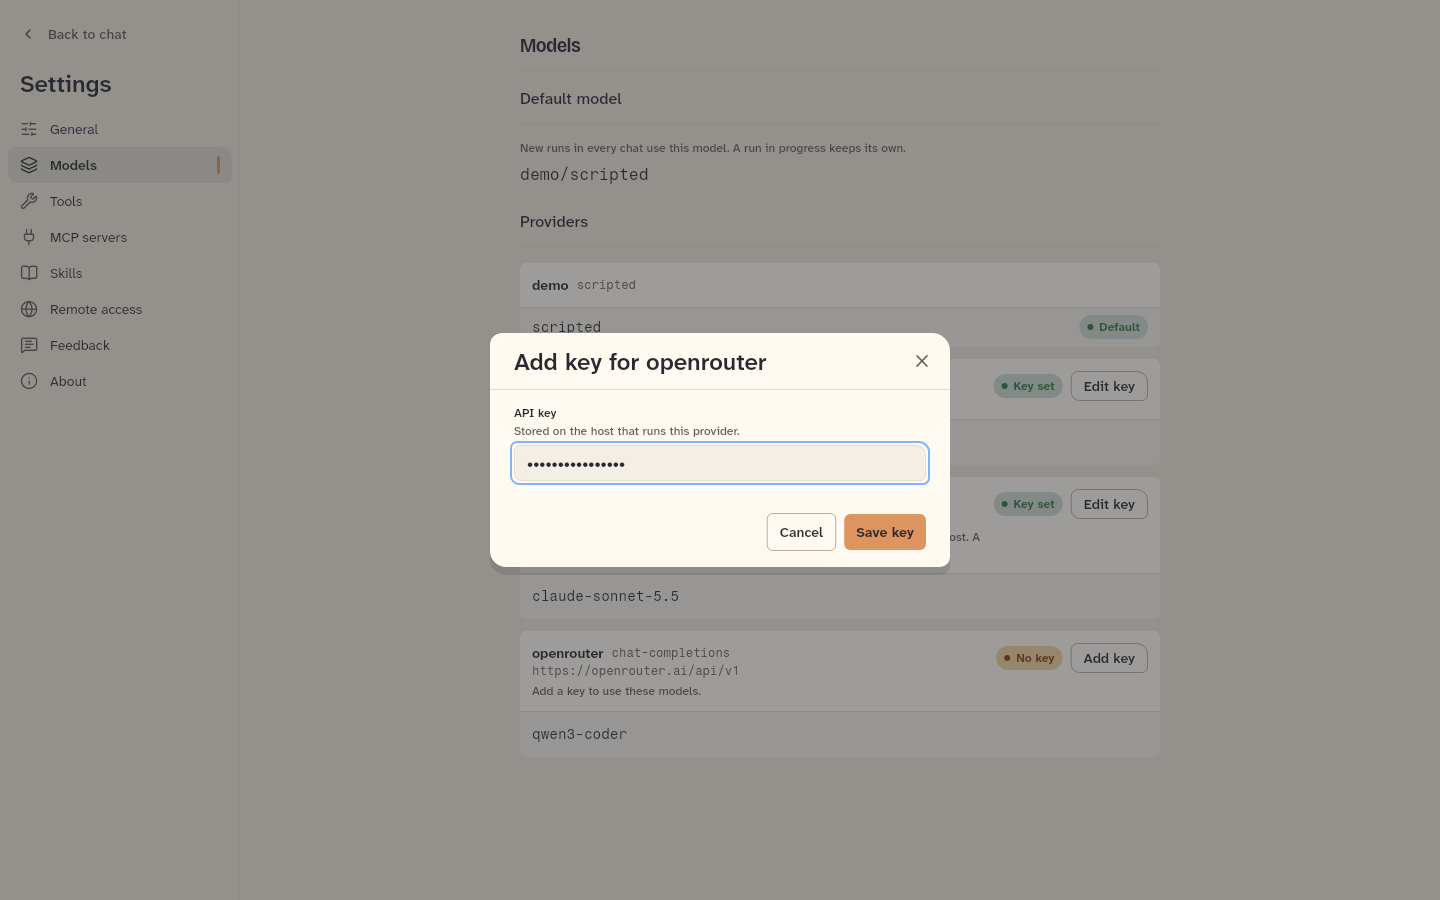 Back to chat
Settings
General
Models
Tools
MCP servers
Skills
Remote access
Feedback
About
Models
Default model
New runs in every chat use this model. A run in progress keeps its own.
demo/scripted
Providers
demo scripted
scripted
Default
Key set
Edit key
Key set
Edit key
ost. A
claude-sonnet-5.5
openrouter chat-completions
https://openrouter.ai/api/v1
Add a key to use these models.
No key
Add key
qwen3-coder
Add key for openrouter
API key
Stored on the host that runs this provider.
••••••••••••••••
Cancel
Save key